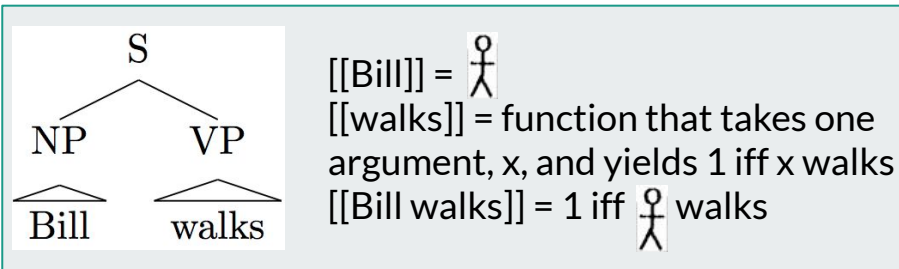 S
NP VP
Bill walks
[[Bill]] =
[[walks]] = function that takes one
argument, x, and yields 1 iff x walks
[[Bill walks]] = 1 iff walks